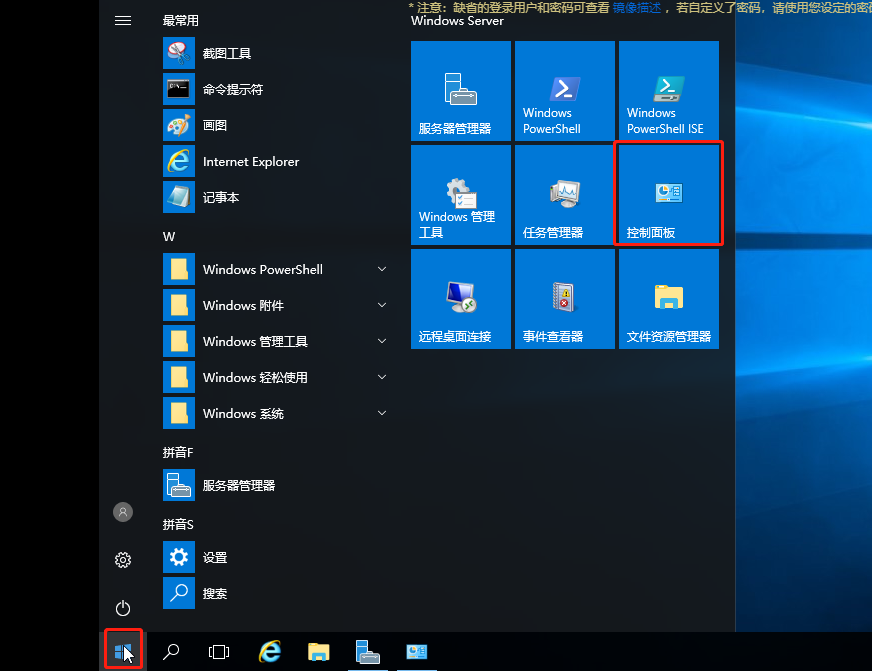 * 注意：缺省的登录用户和密码可查看 镜像描述 ，若自定义了密码，请使用您设定的密
最常用
截图工具
命令提示符
画图
Internet Explorer
记事本
W
Windows PowerShell
Windows 附件
Windows 管理工具
Windows 轻松使用
Windows 系统
拼音F
服务器管理器
拼音S
设置
搜索
Windows Server
服务器管理器
Windows
PowerShell
Windows
PowerShell ISE
Windows 管理
工具
任务管理器
控制面板
远程桌面连接
事件查看器
文件资源管理器